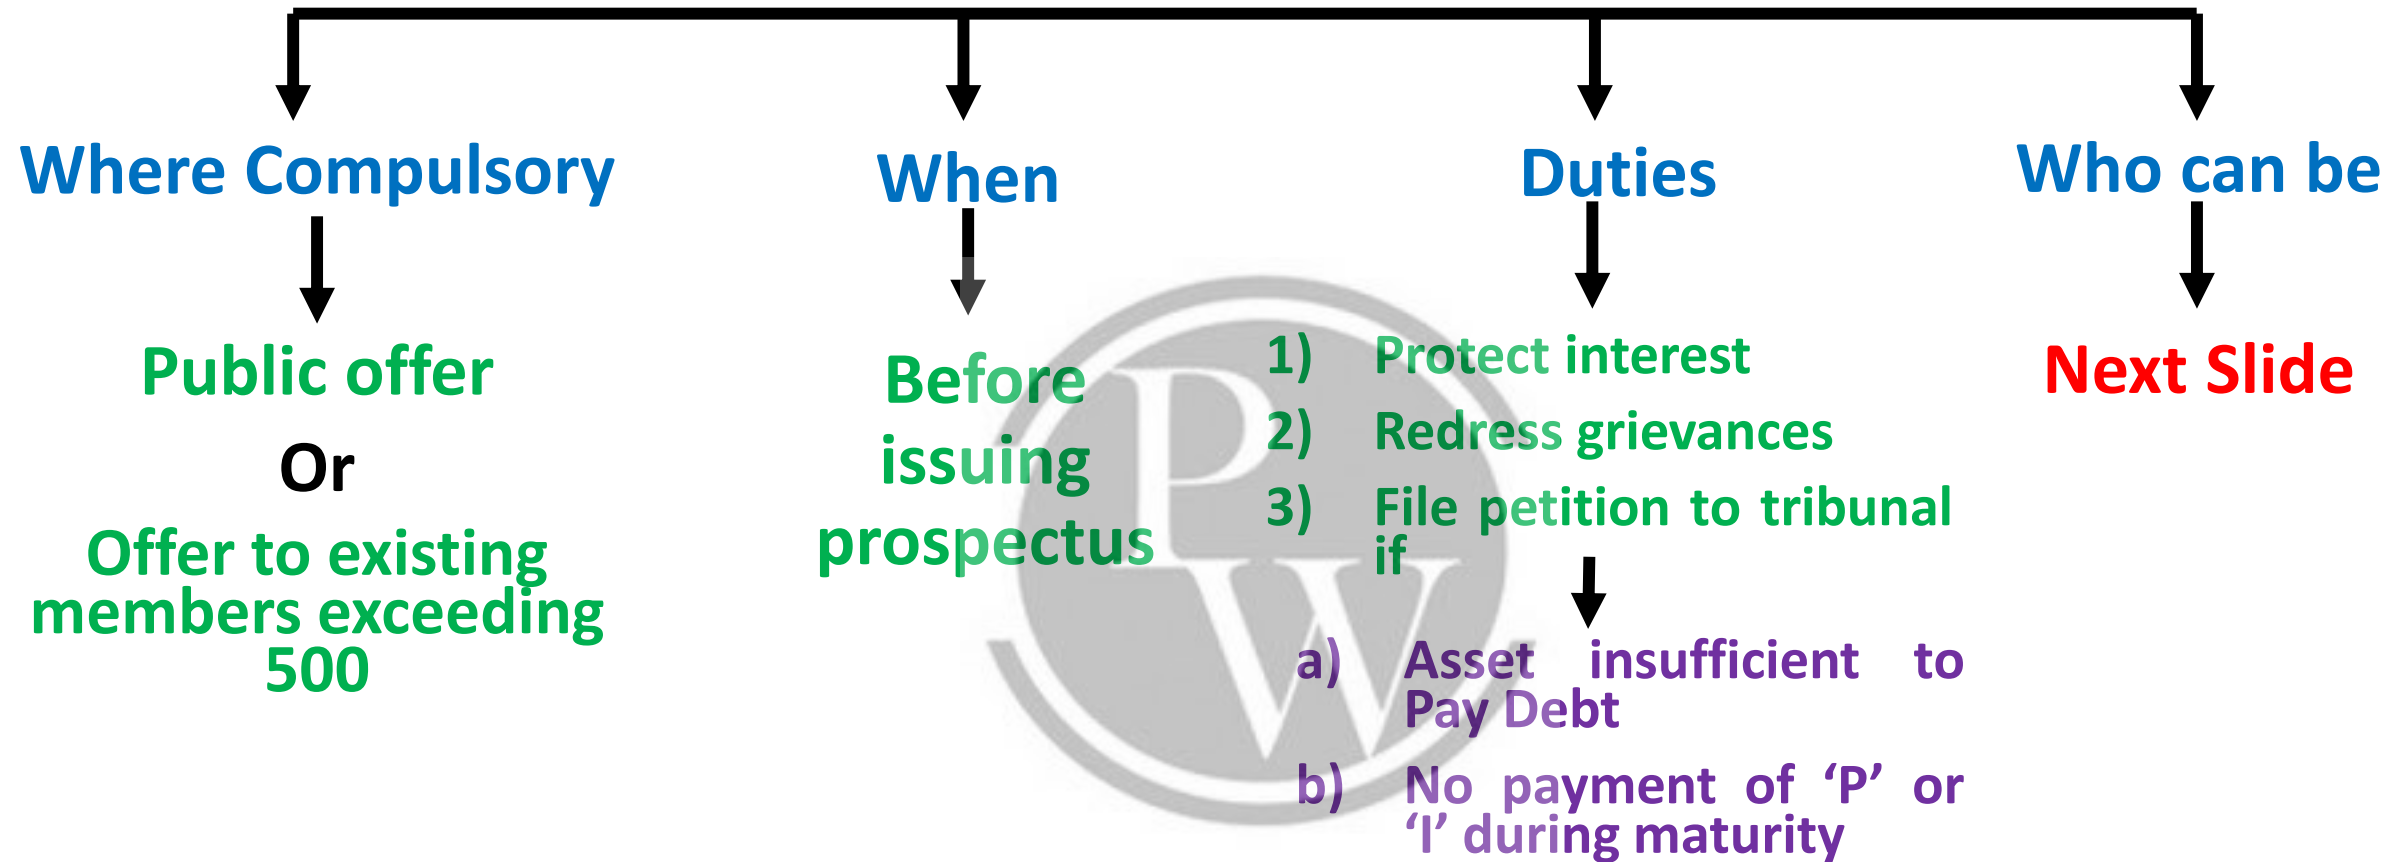 Where Compulsory
Public offer
Or
Offer to existing
members exceeding
500
When
Before
issuing
prospectus
Duties
1) Protect interest
2) Redress grievances
3) File petition to tribunal
if
a) Asset insufficient to
Pay Debt
b) No payment of ‘P’ or
‘I’ during maturity
Who can be
Next Slide
PW